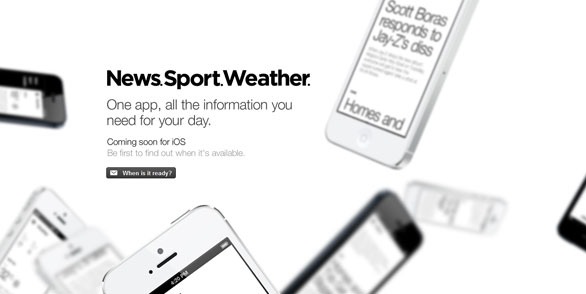 News.Sport.Weather.
One app, all the information you
need for your day.
Coming soon for iOS
Be first to find out when it's available.
When is it ready?
Scott Boras
responds to
Jay-Z's diss
Homes and
4:20 PM